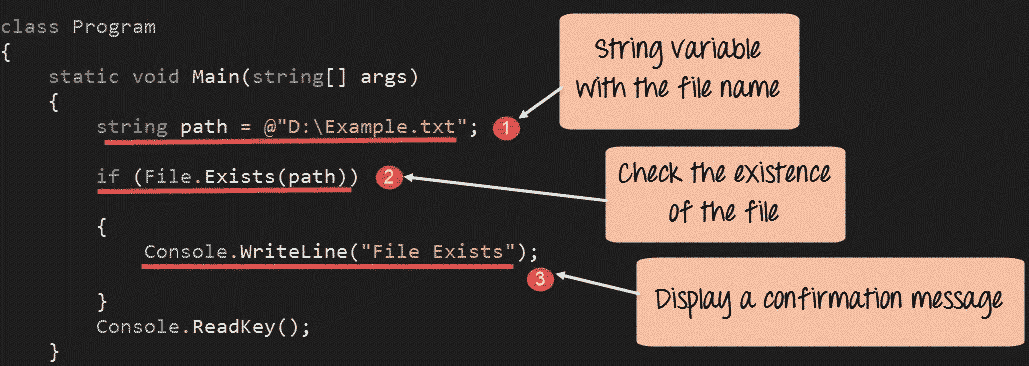 class Program
{
static void Main(string[] args)
{
string path = @"D:\Example.txt";
1
String variable
with the file name
if (File.Exists(path))
2
Check the existence
of the file
{
Console.WriteLine("File Exists");
3
Display a confirmation message
}
Console.ReadKey();
}